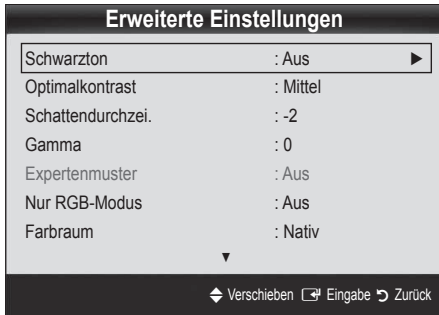 Erweiterte Einstellungen
Schwarzton : Aus ▶
Optimalkontrast : Mittel
Schattendurchzei. : -2
Gamma : 0
Expertenmuster : Aus
Nur RGB-Modus : Aus
Farbraum : Nativ
▼
Verschieben Eingabe Zurück